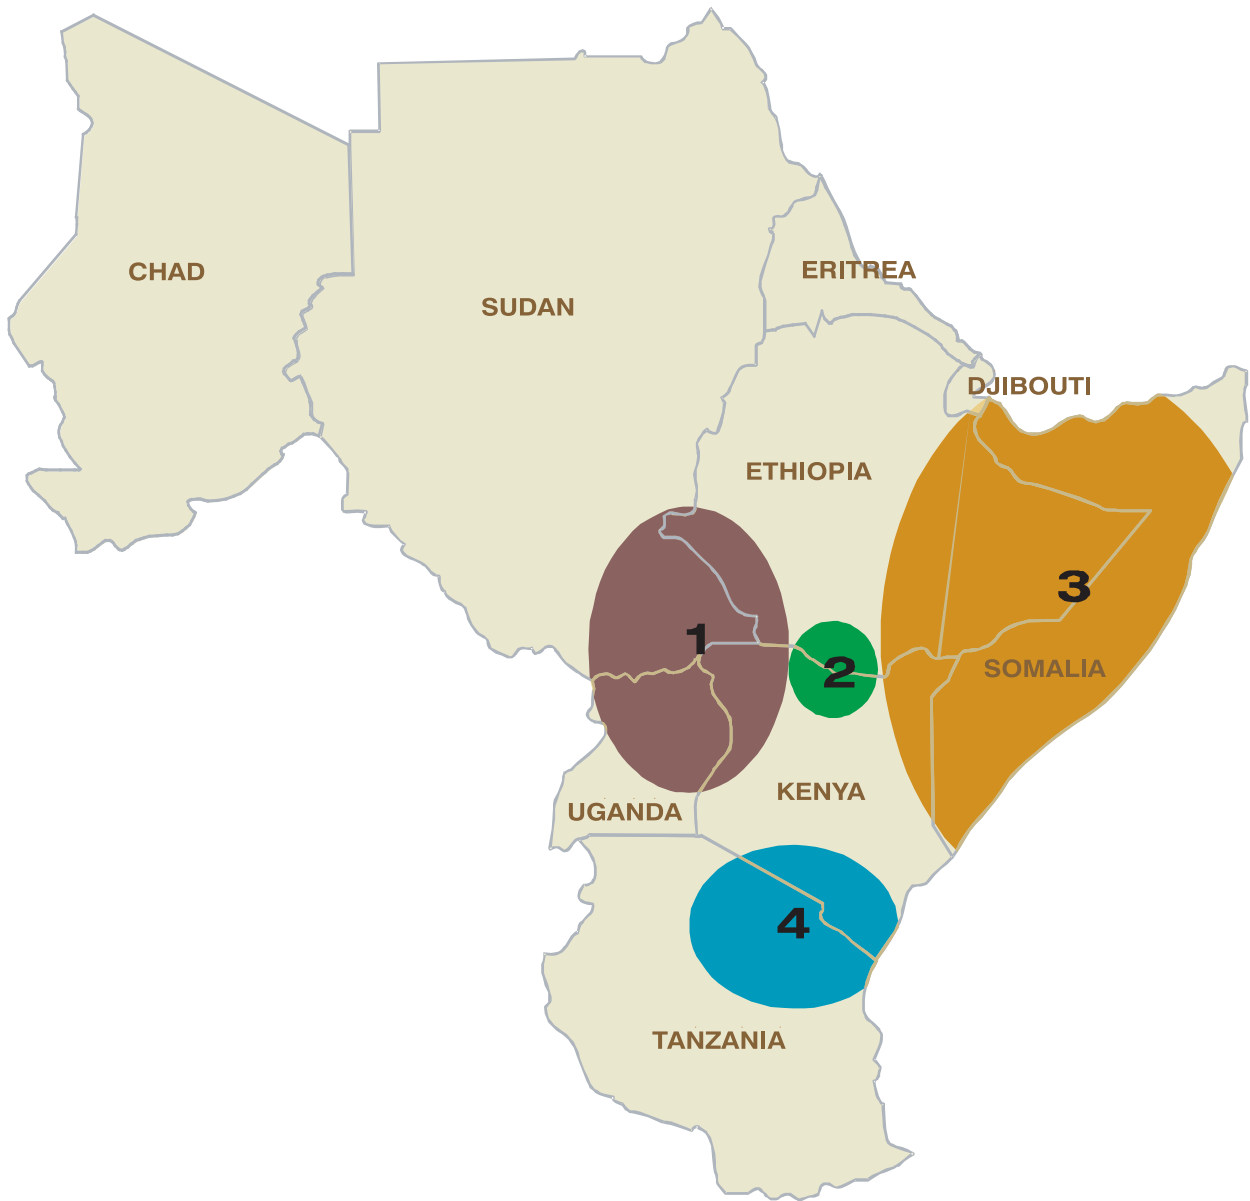 CHAD
ERITREA
SUDAN
DJIBOUTI
ETHIOPIA
3
1
SOMALIA
2
KENYA
UGANDA
4
TANZANIA